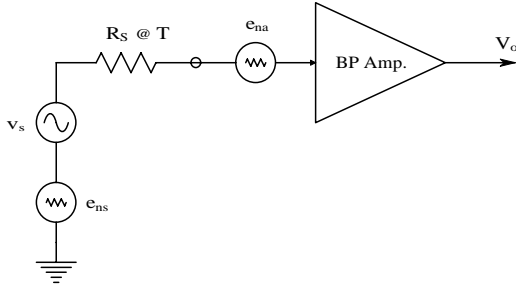 R_S @ T
e_na
BP Amp.
V_o
v_s
e_ns